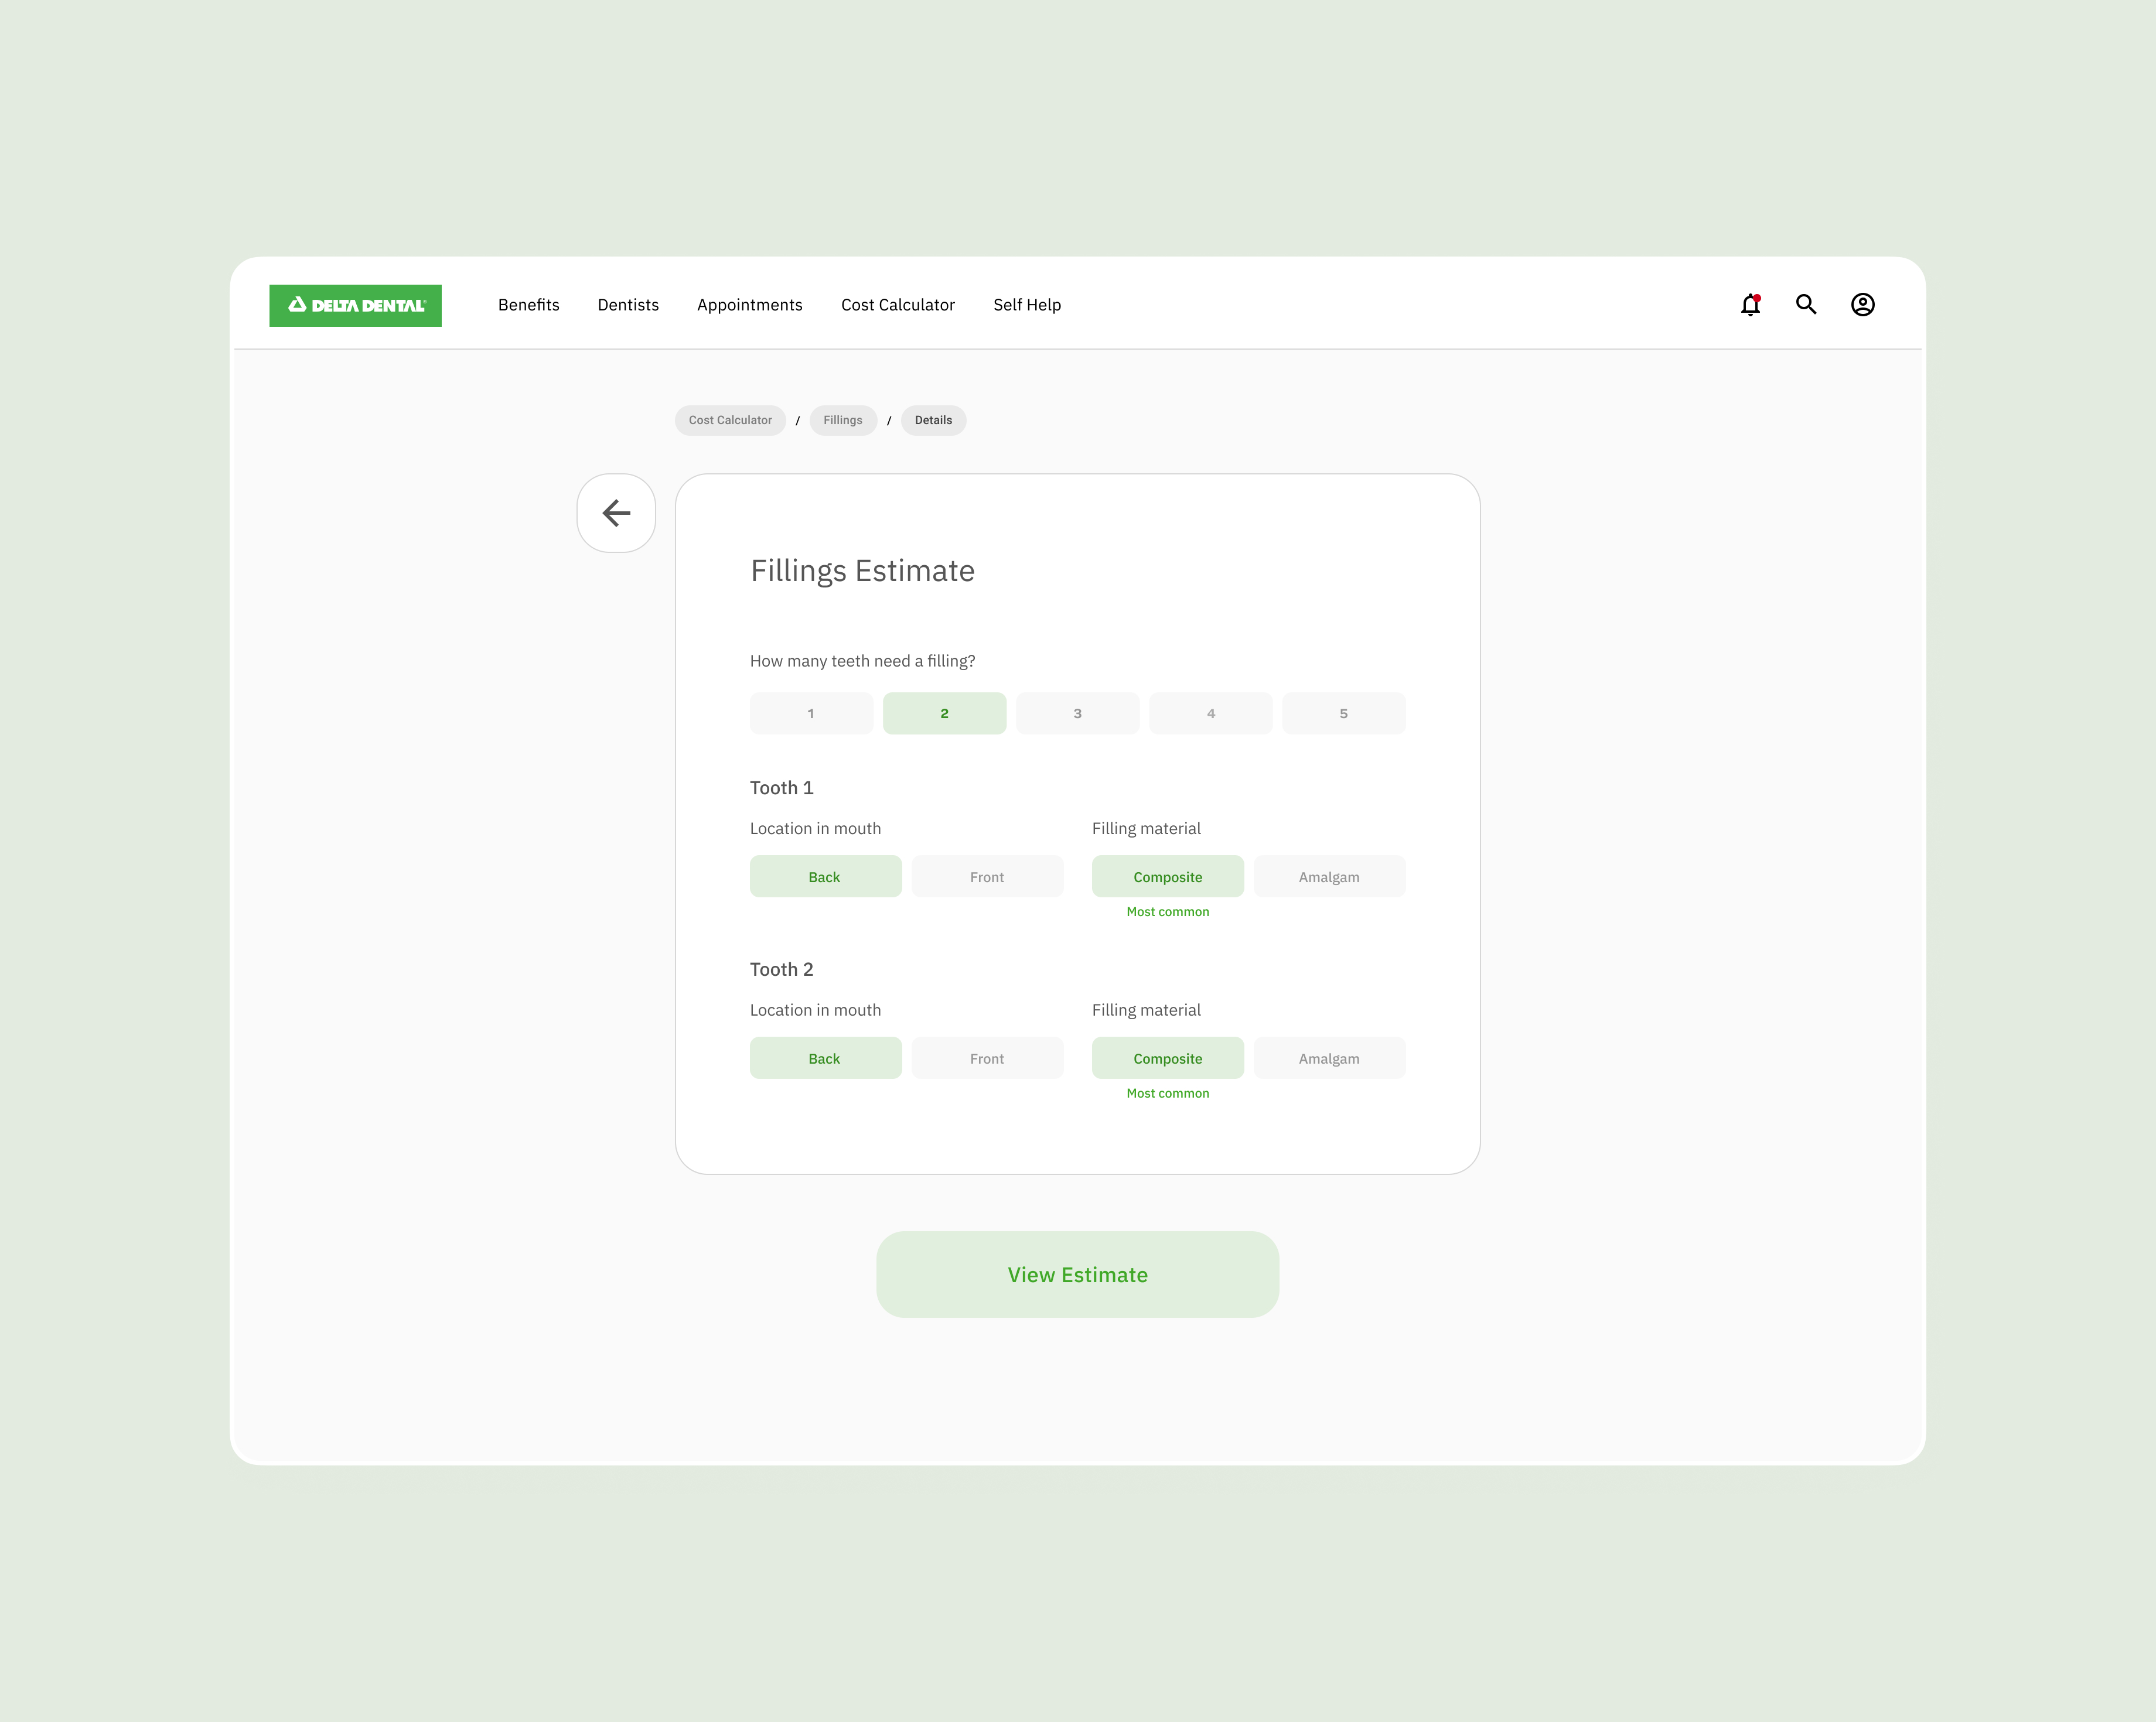 DELTA DENTAL Benefits Dentists Appointments Cost Calculator Self Help
Cost Calculator / Fillings / Details
Fillings Estimate
How many teeth need a filling?
1 2 3 4 5
Tooth 1
Location in mouth Filling material
Back Front Composite Amalgam
Most common
Tooth 2
Location in mouth Filling material
Back Front Composite Amalgam
Most common
View Estimate